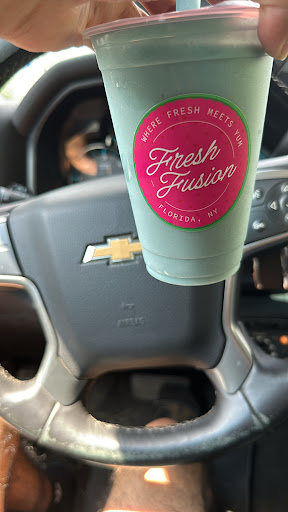 WHERE FRESH MEETS YUM
Fresh
Fusion
FLORIDA, NY